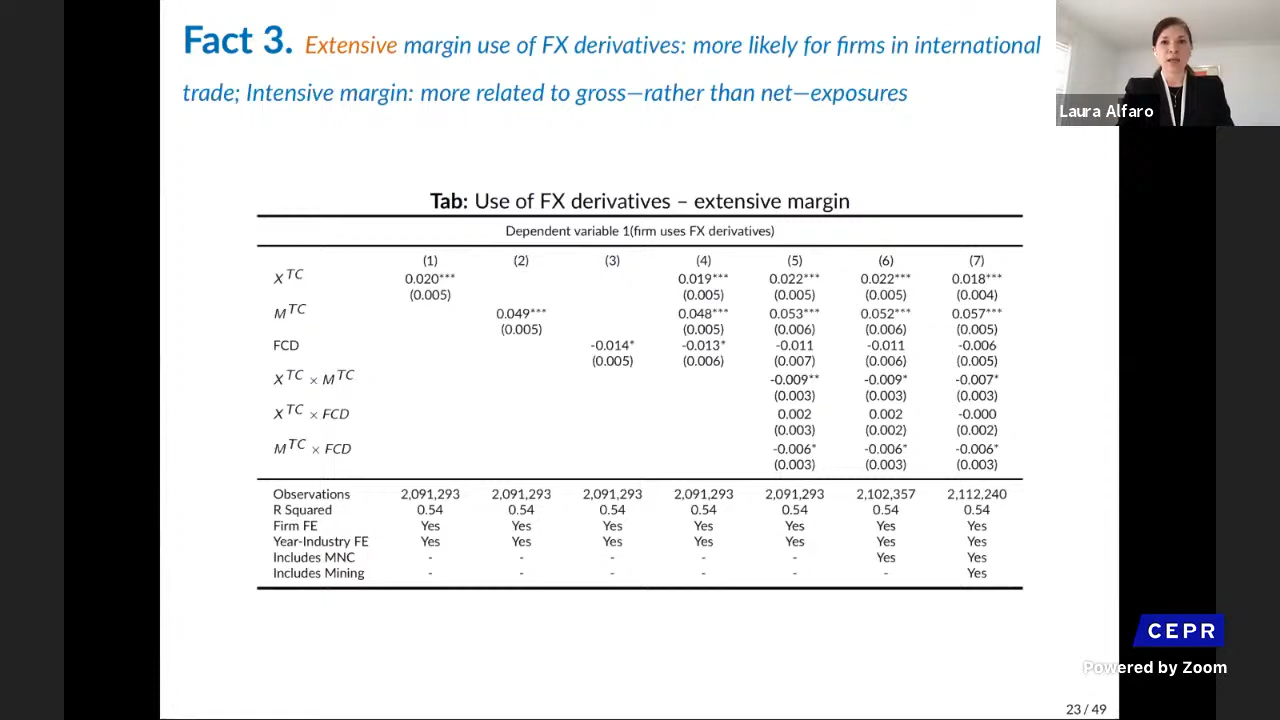 Fact 3. Extensive margin use of FX derivatives: more likely for firms in international
trade; Intensive margin: more related to gross—rather than net—exposures
Laura Alfaro
Tab: Use of FX derivatives – extensive margin
Dependent variable 1(firm uses FX derivatives)
(1) (2) (3) (4) (5) (6) (7)
X^TC 0.020*** 0.019*** 0.022*** 0.022*** 0.018***
(0.005) (0.005) (0.005) (0.005) (0.004)
M^TC 0.049*** 0.048*** 0.053*** 0.052*** 0.057***
(0.005) (0.005) (0.006) (0.006) (0.005)
FCD -0.014* -0.013* -0.011 -0.011 -0.006
(0.005) (0.006) (0.007) (0.006) (0.005)
X^TC × M^TC -0.009** -0.009* -0.007*
(0.003) (0.003) (0.003)
X^TC × FCD 0.002 0.002 -0.000
(0.003) (0.002) (0.002)
M^TC × FCD -0.006* -0.006* -0.006*
(0.003) (0.003) (0.003)
Observations 2,091,293 2,091,293 2,091,293 2,091,293 2,091,293 2,102,357 2,112,240
R Squared 0.54 0.54 0.54 0.54 0.54 0.54 0.54
Firm FE Yes Yes Yes Yes Yes Yes Yes
Year-Industry FE Yes Yes Yes Yes Yes Yes Yes
Includes MNC - - - - - Yes Yes
Includes Mining - - - - - - Yes
CEPR
Powered by Zoom
23 / 49